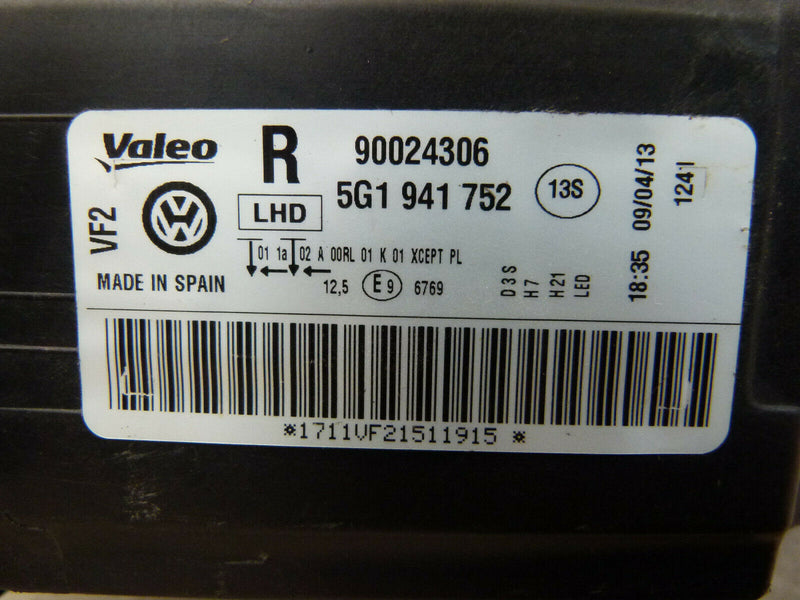 Valeo
R
90024306
VF2
LHD
5G1 941 752
13S
01 1a 02 A 00RL 01 K 01 XCEPT PL
MADE IN SPAIN
12,5 E9 6769
D3S
H7
H21
LED
18:35 09/04/13
124I
*1711VF21511915 *